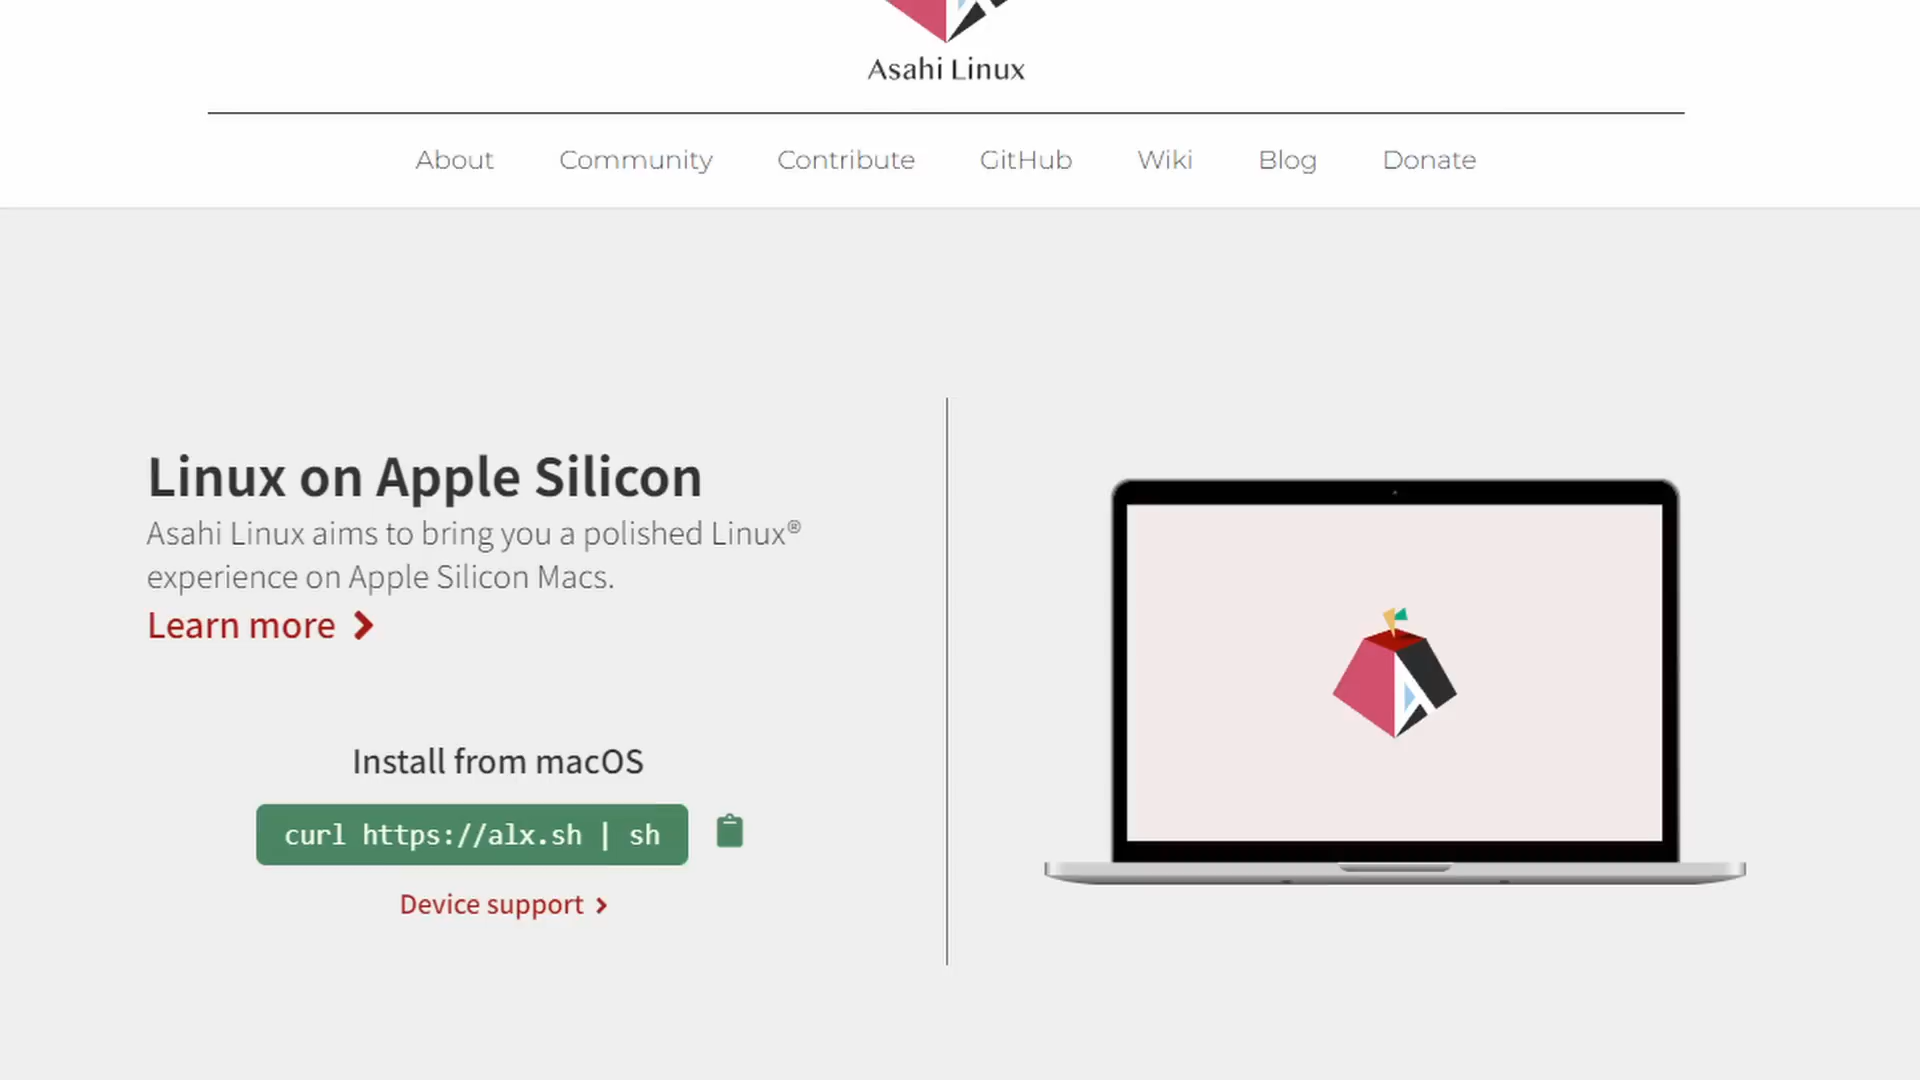 Asahi Linux
About Community Contribute GitHub Wiki Blog Donate
Linux on Apple Silicon
Asahi Linux aims to bring you a polished Linux®
experience on Apple Silicon Macs.
Learn more
Install from macOS
curl https://alx.sh | sh
Device support